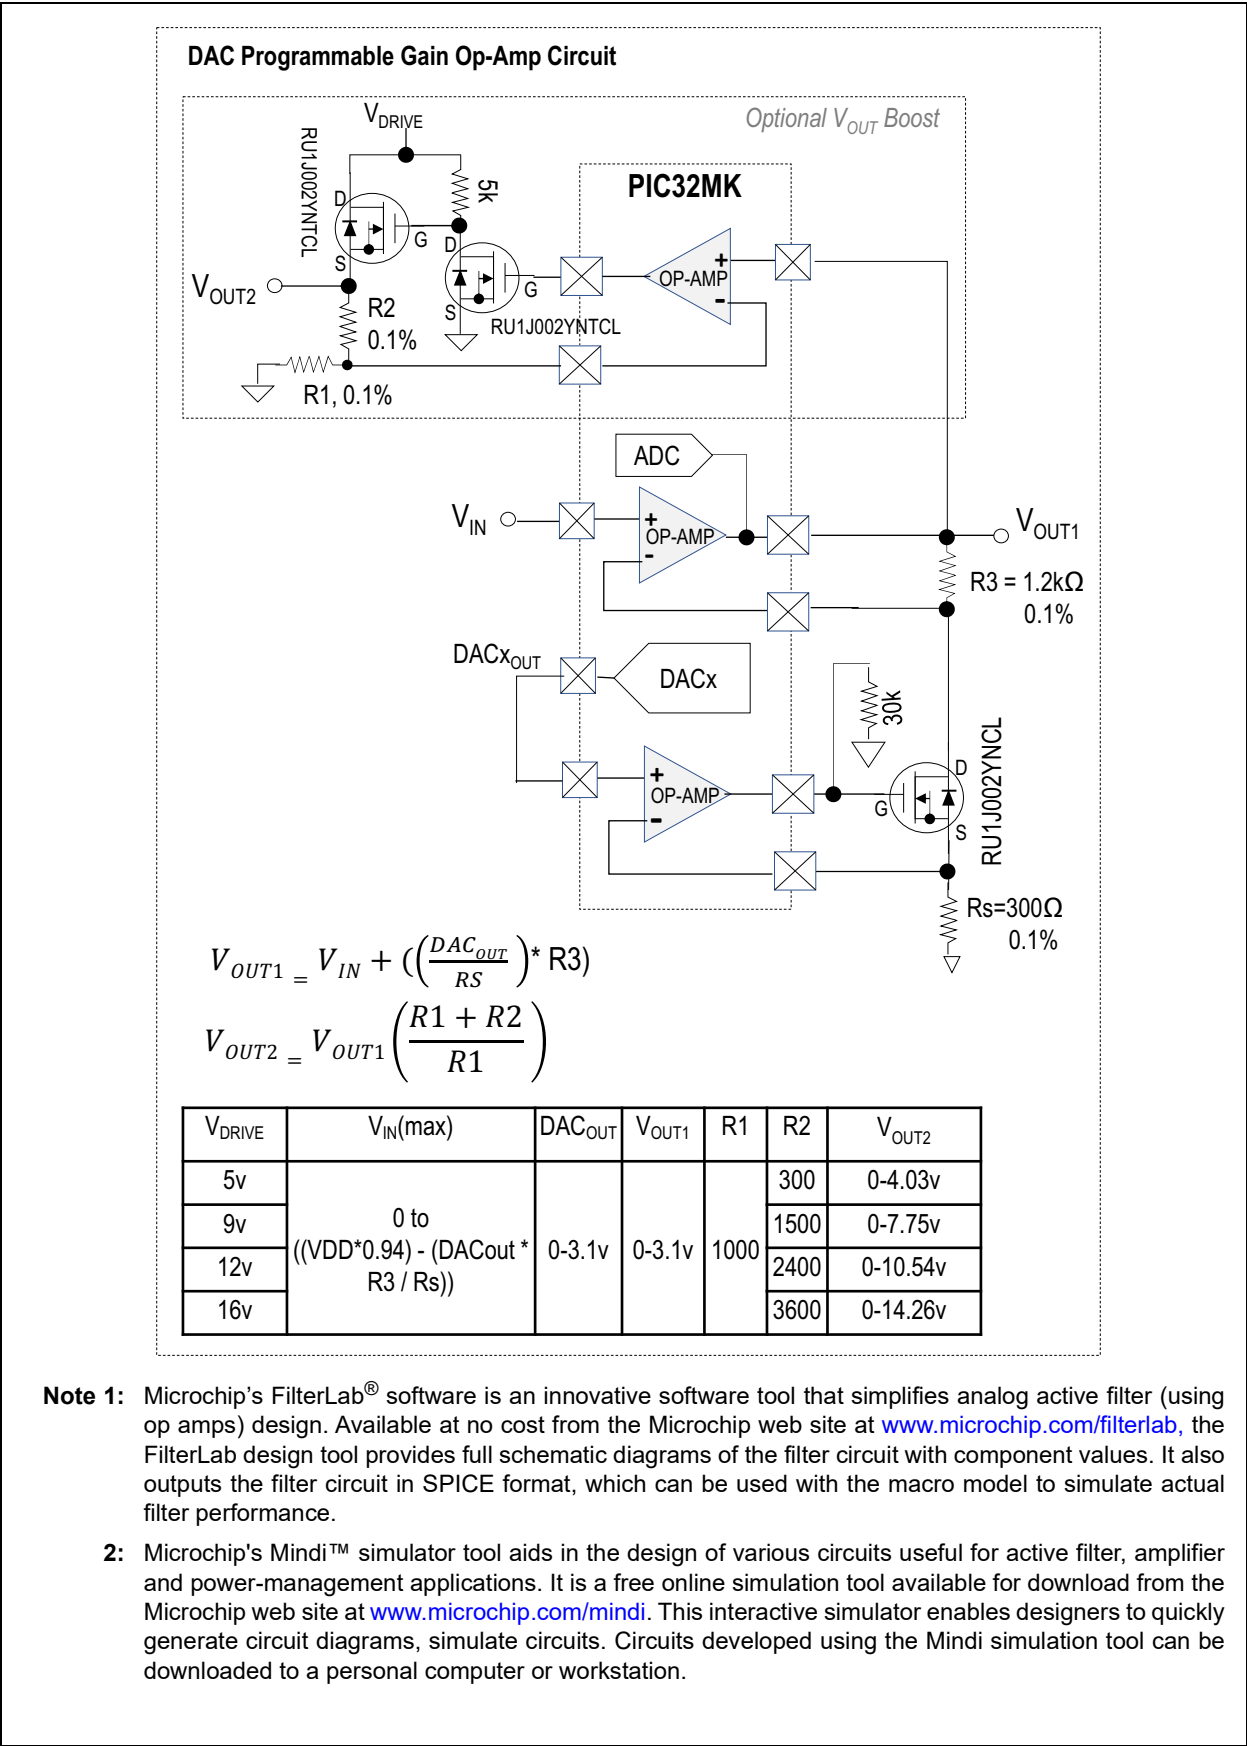 DAC Programmable Gain Op-Amp Circuit
Optional VOUT Boost
VDRIVE
RU1J002YNTCL
5k
PIC32MK
D
G
S
D
G
S
+
OP-AMP
-
VOUT2
R2
0.1%
RU1J002YNTCL
R1, 0.1%
ADC
VIN
+
OP-AMP
-
VOUT1
R3 = 1.2kΩ
0.1%
DACxOUT
DACx
30k
+
OP-AMP
-
D
G
S
RU1J002YNCL
Rs=300Ω
0.1%
VOUT1 = VIN + ((DACOUT/RS)* R3)
VOUT2 = VOUT1((R1 + R2)/R1)
VDRIVE VIN(max) DACOUT VOUT1 R1 R2 VOUT2
5v 0 to ((VDD*0.94) - (DACout * R3 / Rs)) 0-3.1v 0-3.1v 1000 300 0-4.03v
9v 1500 0-7.75v
12v 2400 0-10.54v
16v 3600 0-14.26v
Note 1: Microchip's FilterLab® software is an innovative software tool that simplifies analog active filter (using
op amps) design. Available at no cost from the Microchip web site at www.microchip.com/filterlab, the
FilterLab design tool provides full schematic diagrams of the filter circuit with component values. It also
outputs the filter circuit in SPICE format, which can be used with the macro model to simulate actual
filter performance.
2: Microchip's Mindi™ simulator tool aids in the design of various circuits useful for active filter, amplifier
and power-management applications. It is a free online simulation tool available for download from the
Microchip web site at www.microchip.com/mindi. This interactive simulator enables designers to quickly
generate circuit diagrams, simulate circuits. Circuits developed using the Mindi simulation tool can be
downloaded to a personal computer or workstation.